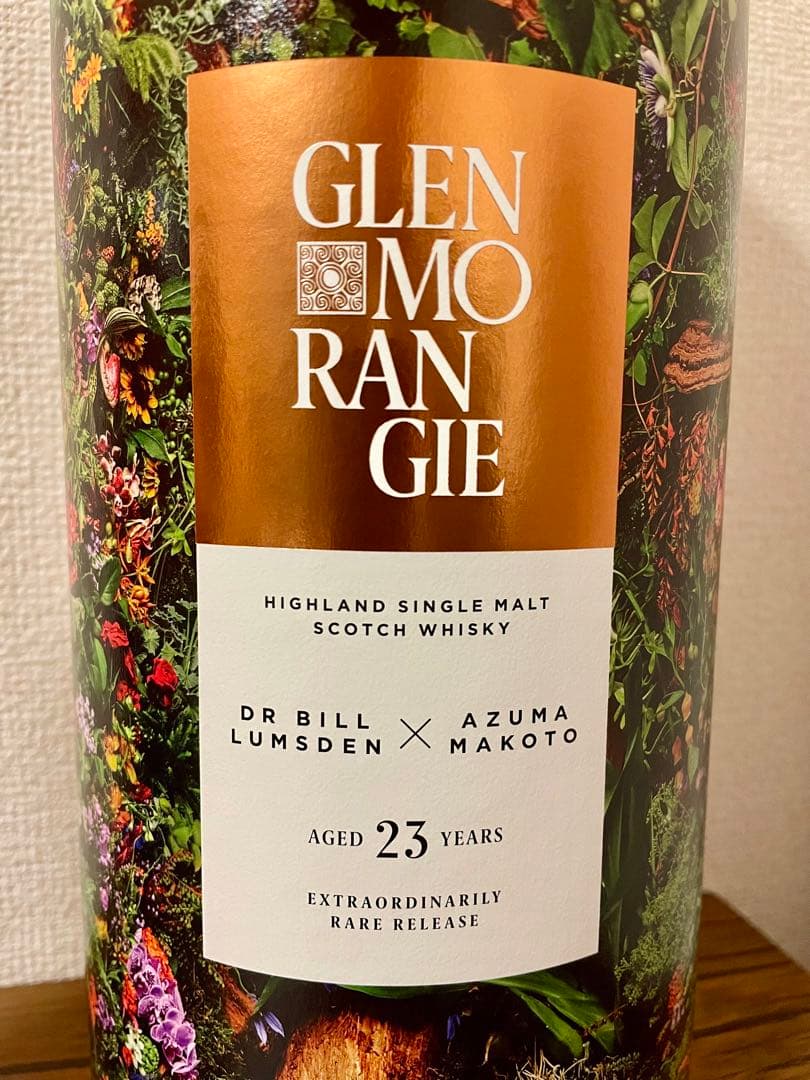 GLEN
MO
RAN
GIE
HIGHLAND SINGLE MALT
SCOTCH WHISKY
DR BILL
LUMSDEN
×
AZUMA
MAKOTO
AGED 23 YEARS
EXTRAORDINARILY
RARE RELEASE